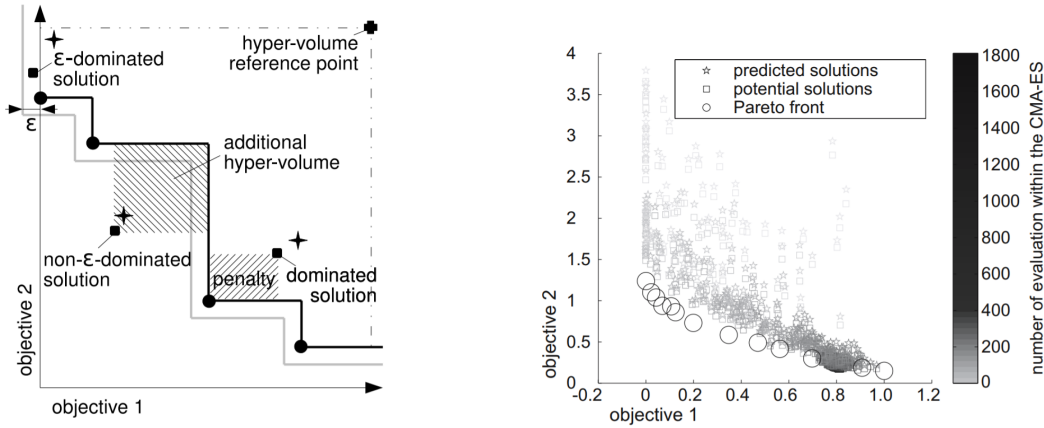 hyper-volume
reference point
ε-dominated
solution
ε
additional
hyper-volume
non-ε-dominated
solution
penalty
dominated
solution
objective 2
objective 1
4
3.5
3
2.5
2
1.5
1
0.5
0
-0.2
0
0.2
0.4
0.6
0.8
1.0
1.2
objective 2
objective 1
predicted solutions
potential solutions
Pareto front
1800
1600
1400
1200
1000
800
600
400
200
0
number of evaluation within the CMA-ES